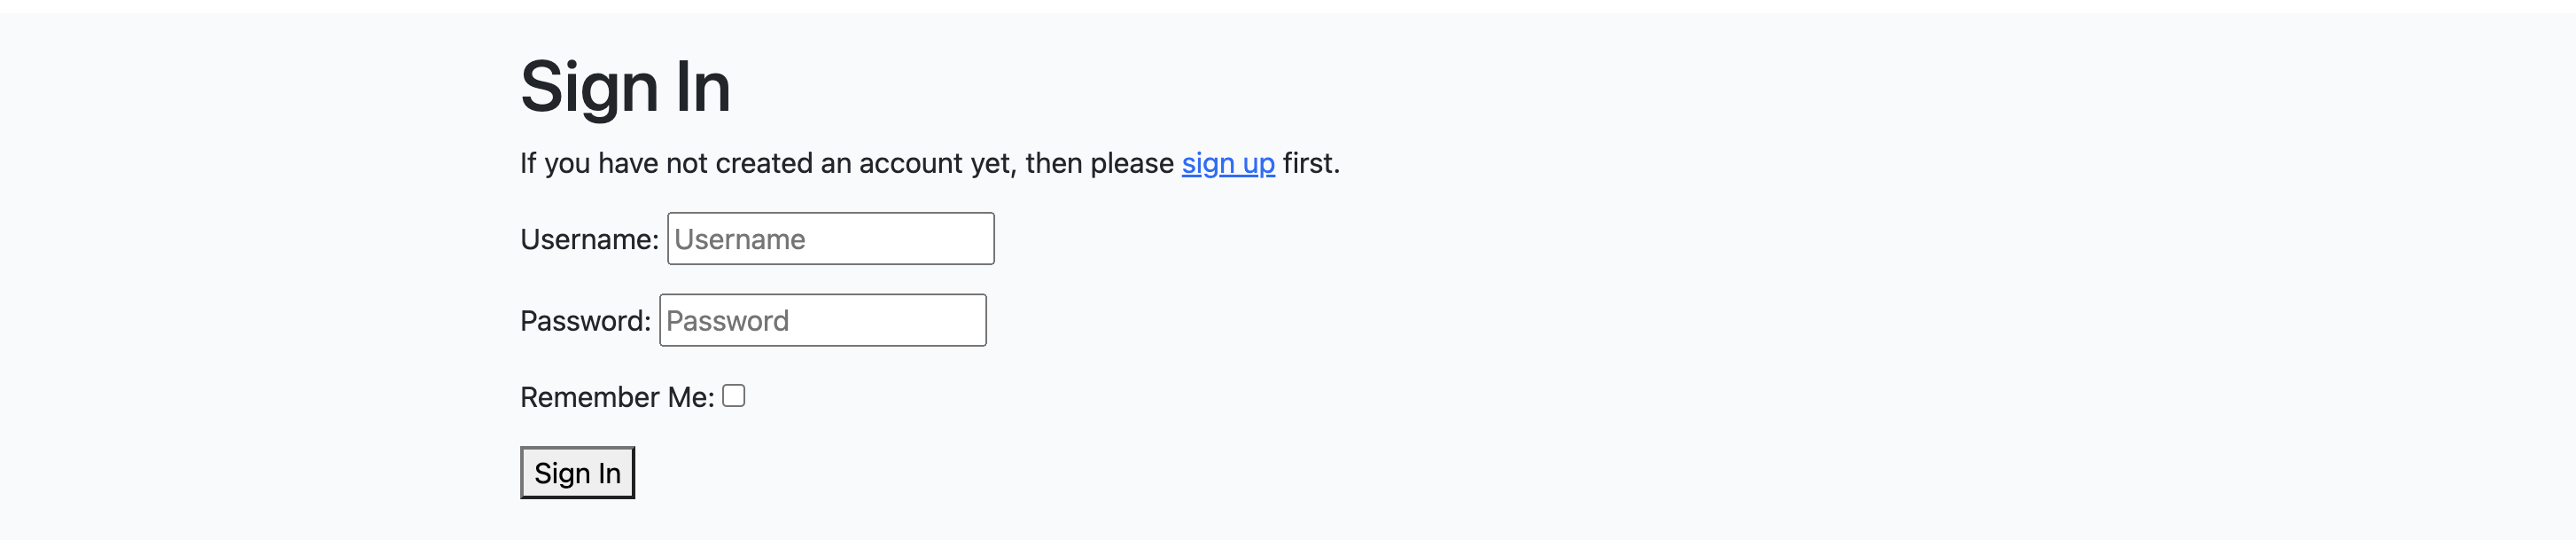 Sign In
If you have not created an account yet, then please sign up first.
Username: Username
Password: Password
Remember Me:
Sign In